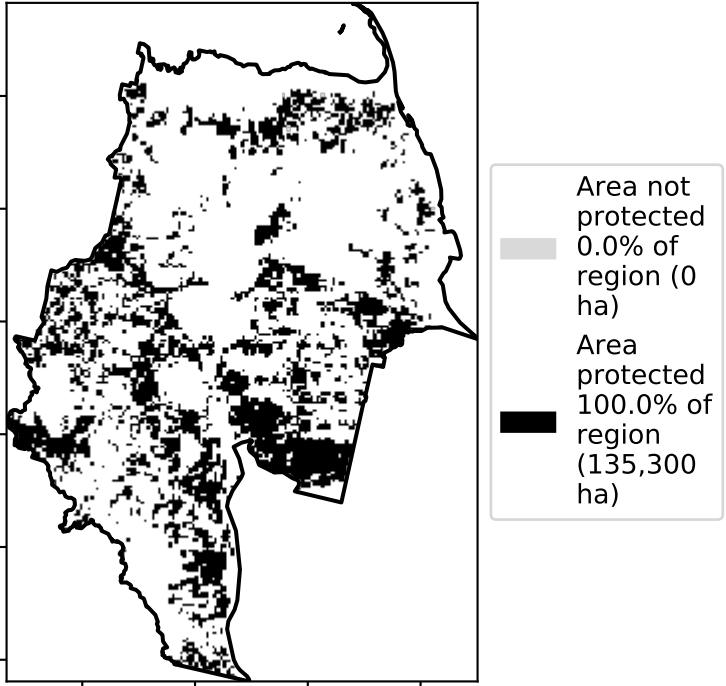 Area not
protected
0.0% of
region (0
ha)
Area
protected
100.0% of
region
(135,300
ha)